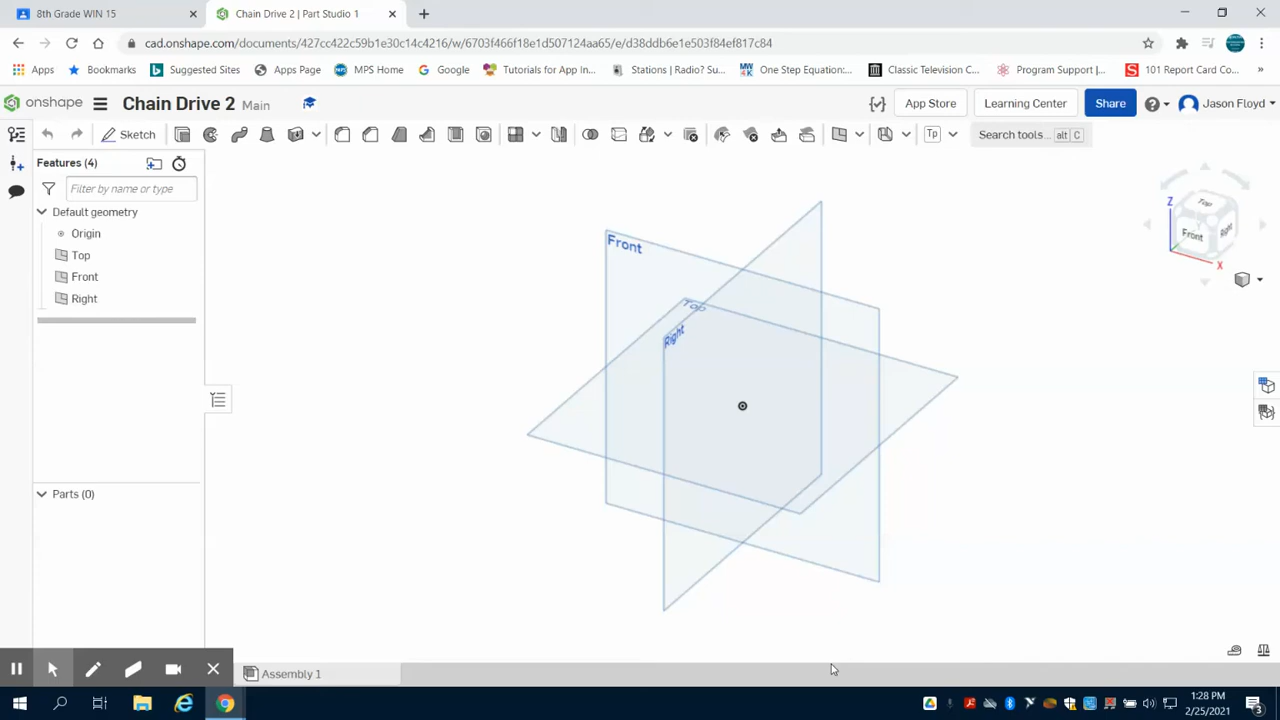 8th Grade WIN 15
Chain Drive 2 | Part Studio 1
cad.onshape.com/documents/427cc422c59b1e30c14c4216/w/6703f466f18e1d507124aa65/e/d38ddb6e1e503f84ef817c84
Apps
Bookmarks
Suggested Sites
Apps Page
MPS Home
Google
Tutorials for App In...
Stations | Radio? Su...
One Step Equation:...
Classic Television C...
Program Support |...
101 Report Card Co...
»
onshape
Chain Drive 2 Main
App Store
Learning Center
Share
Jason Floyd
Sketch
Tp
Search tools... alt C
Features (4)
Filter by name or type
Default geometry
Origin
Top
Front
Right
Parts (0)
Front
Top
Right
Z
Top
Front
Right
X
Assembly 1
1:28 PM
2/25/2021
3